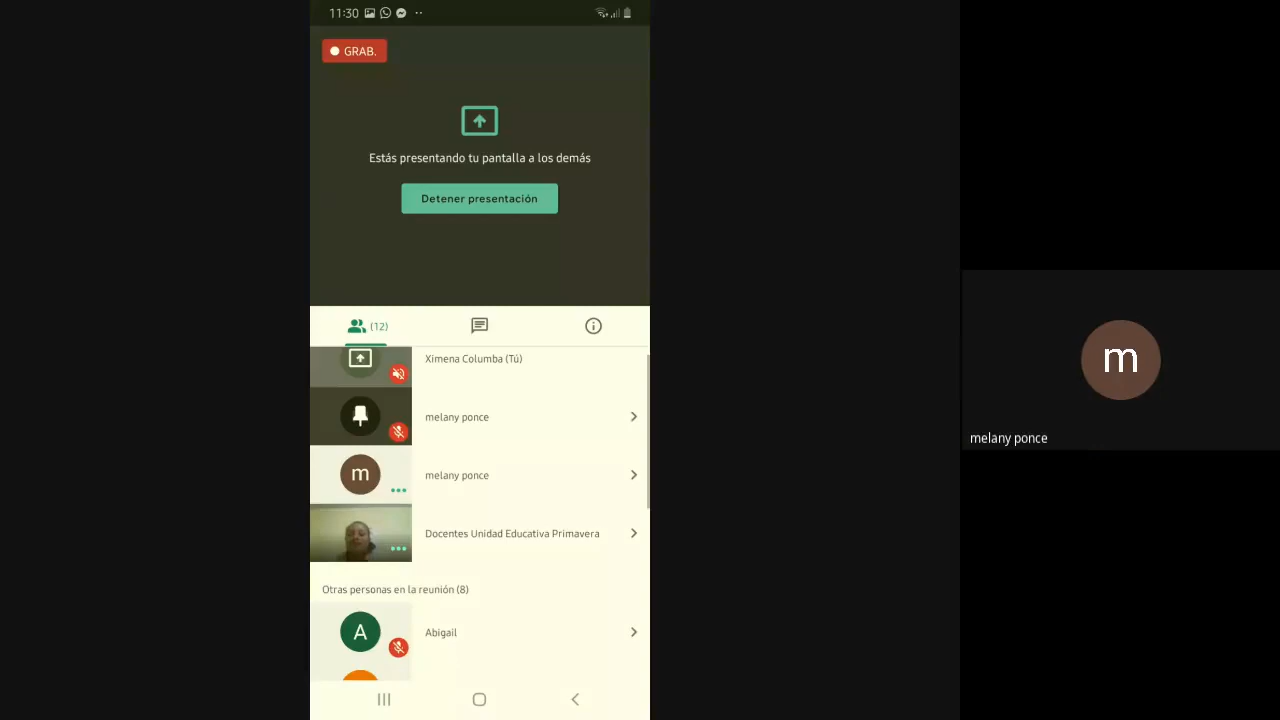 11:30
GRAB.
Estás presentando tu pantalla a los demás
Detener presentación
(12)
Ximena Columba (Tú)
melany ponce
m
melany ponce
Docentes Unidad Educativa Primavera
Otras personas en la reunión (8)
A
Abigail
m
melany ponce